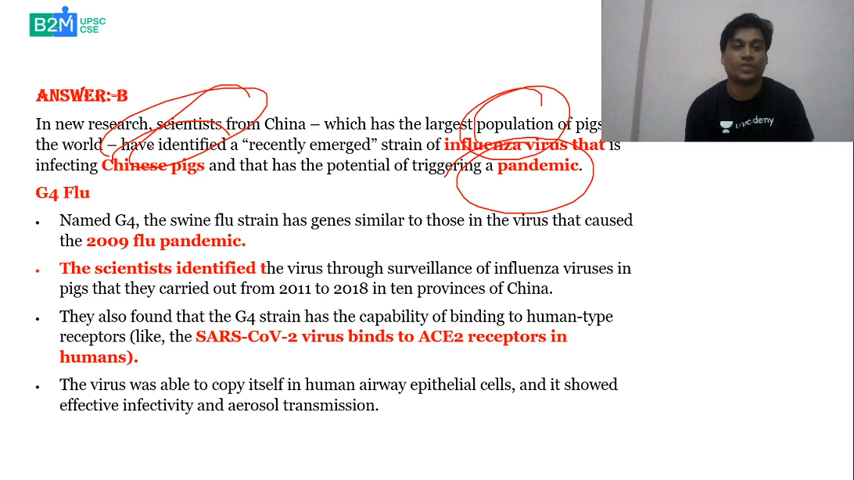 B2M UPSC
CSE
ANSWER:-B
In new research, scientists from China – which has the largest population of pigs
the world – have identified a “recently emerged” strain of influenza virus that is
infecting Chinese pigs and that has the potential of triggering a pandemic.
G4 Flu
• Named G4, the swine flu strain has genes similar to those in the virus that caused
the 2009 flu pandemic.
• The scientists identified the virus through surveillance of influenza viruses in
pigs that they carried out from 2011 to 2018 in ten provinces of China.
• They also found that the G4 strain has the capability of binding to human-type
receptors (like, the SARS-CoV-2 virus binds to ACE2 receptors in
humans).
• The virus was able to copy itself in human airway epithelial cells, and it showed
effective infectivity and aerosol transmission.